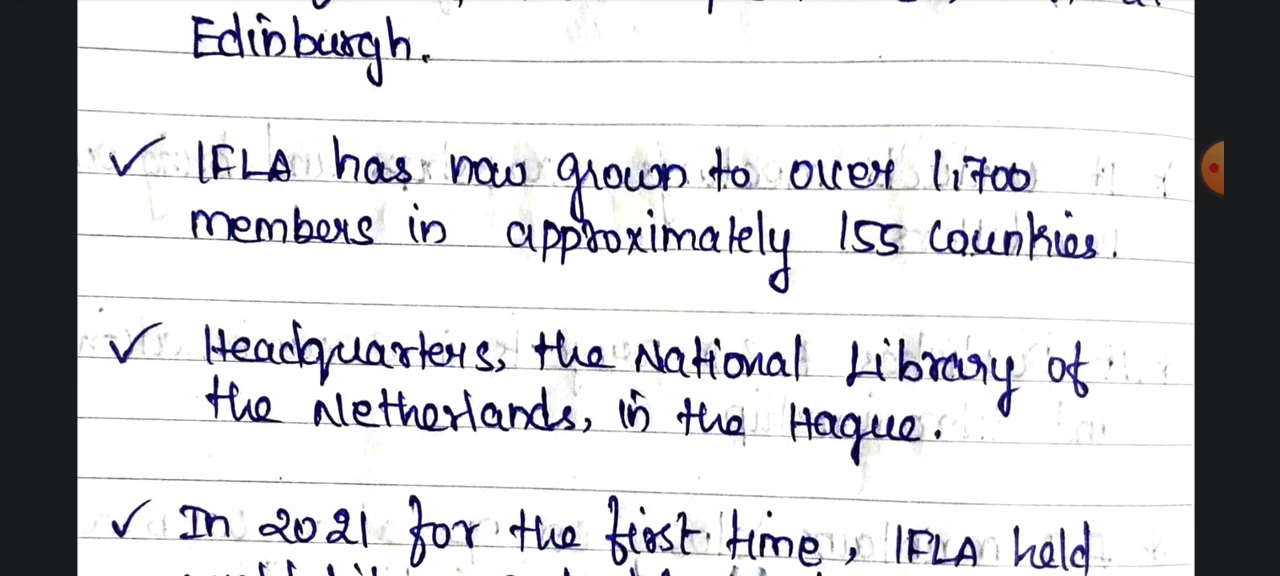 Edinburgh.
✓ IFLA has now grown to over 1,700
members in approximately 155 countries.
✓ Headquarters, the National Library of
the Netherlands, in the Hague.
✓ In 2021 for the first time, IFLA held